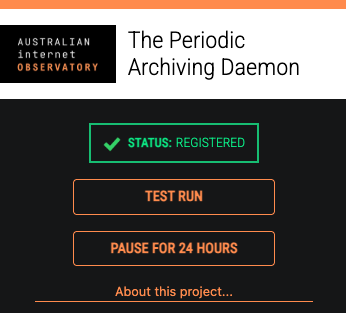 AUSTRALIAN
internet
OBSERVATORY
The Periodic
Archiving Daemon
STATUS: REGISTERED
TEST RUN
PAUSE FOR 24 HOURS
About this project...